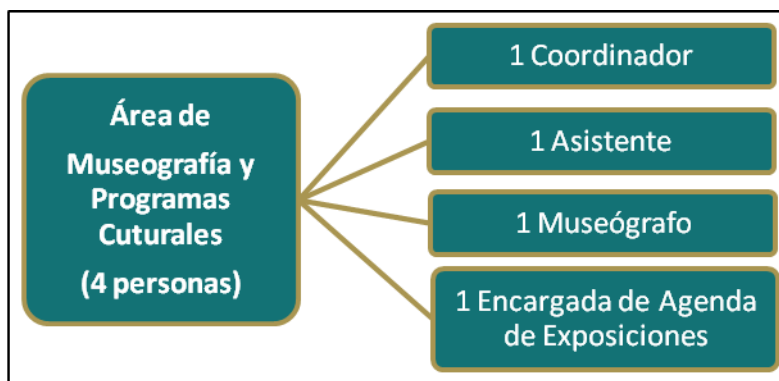 Área de
Museografía y
Programas
Cuturales
(4 personas)
1 Coordinador
1 Asistente
1 Museógrafo
1 Encargada de Agenda
de Exposiciones